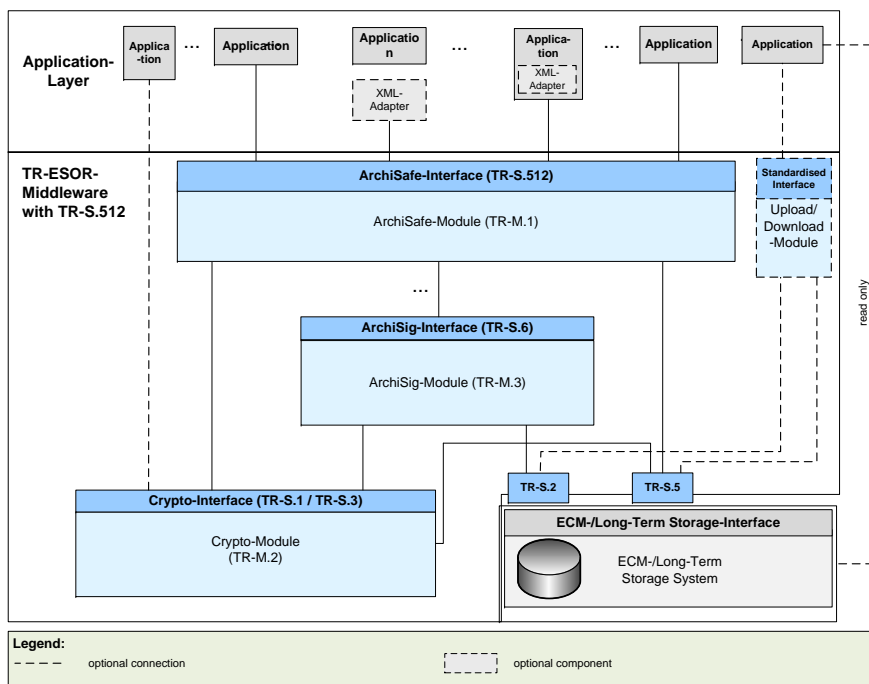 Application-
Layer
Applica
-tion
...
Application
Applicatio
n
XML-
Adapter
...
Applica-
tion
XML-
Adapter
...
Application
Application
TR-ESOR-
Middleware
with TR-S.512
ArchiSafe-Interface (TR-S.512)
ArchiSafe-Module (TR-M.1)
Standardised
Interface
Upload/
Download
-Module
read only
...
ArchiSig-Interface (TR-S.6)
ArchiSig-Module (TR-M.3)
TR-S.2
TR-S.5
Crypto-Interface (TR-S.1 / TR-S.3)
Crypto-Module
(TR-M.2)
ECM-/Long-Term Storage-Interface
ECM-/Long-Term
Storage System
Legend:
optional connection
optional component